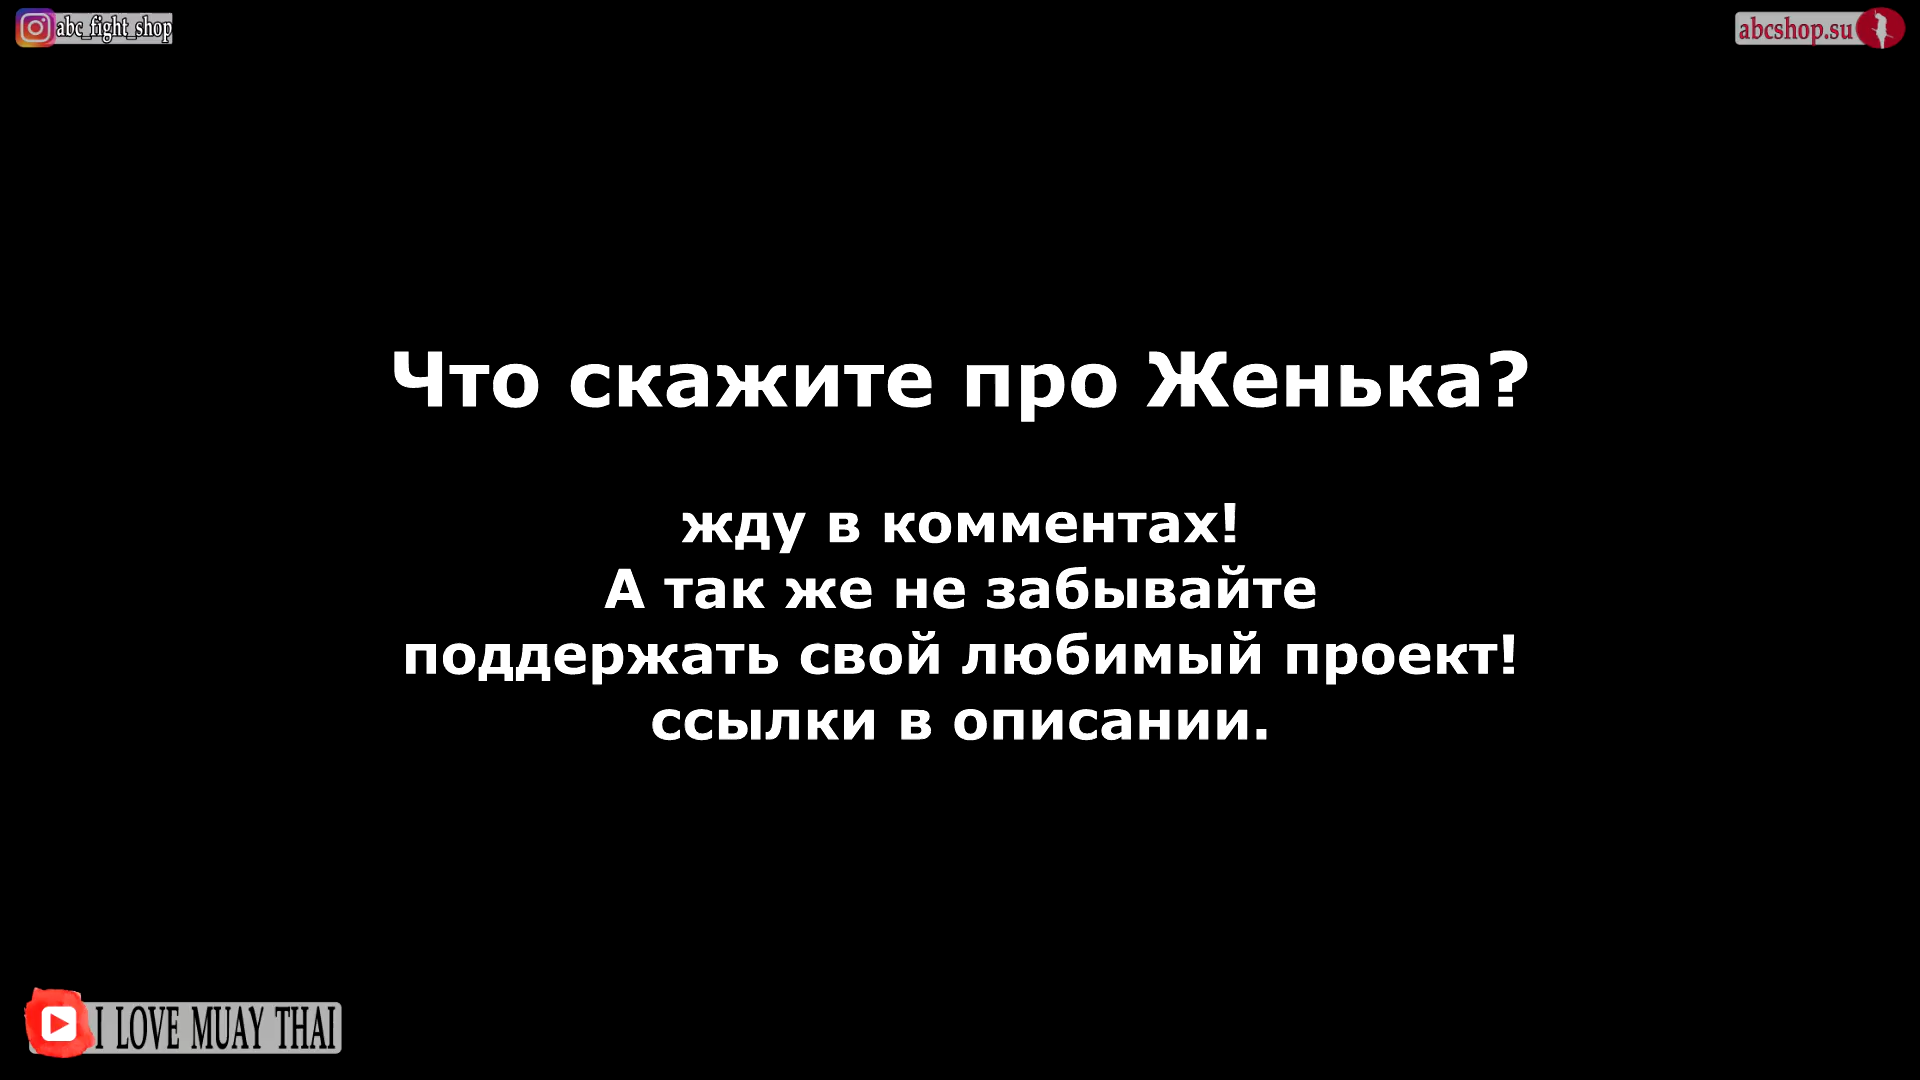 abc_fight_shop
abcshop.su
Что скажите про Женька?
жду в комментах!
А так же не забывайте
поддержать свой любимый проект!
ссылки в описании.
I LOVE MUAY THAI